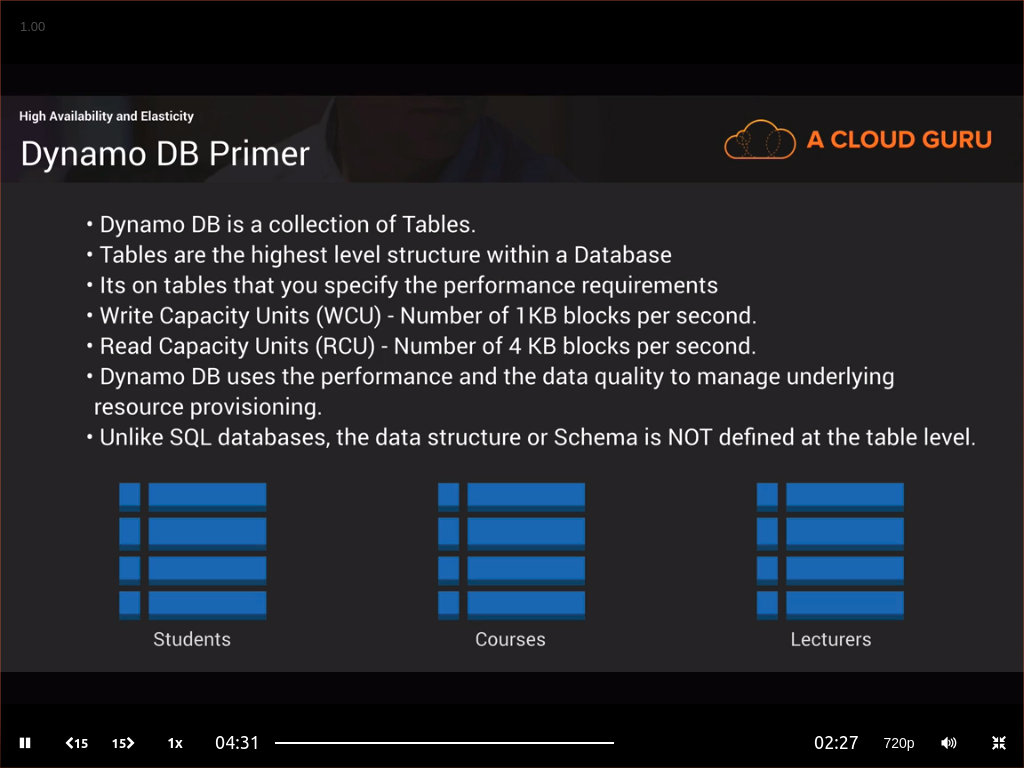 1.00
High Availability and Elasticity
Dynamo DB Primer
A CLOUD GURU
• Dynamo DB is a collection of Tables.
• Tables are the highest level structure within a Database
• Its on tables that you specify the performance requirements
• Write Capacity Units (WCU) - Number of 1KB blocks per second.
• Read Capacity Units (RCU) - Number of 4 KB blocks per second.
• Dynamo DB uses the performance and the data quality to manage underlying
resource provisioning.
• Unlike SQL databases, the data structure or Schema is NOT defined at the table level.
Students Courses Lecturers
15 15 1x 04:31 02:27 720p